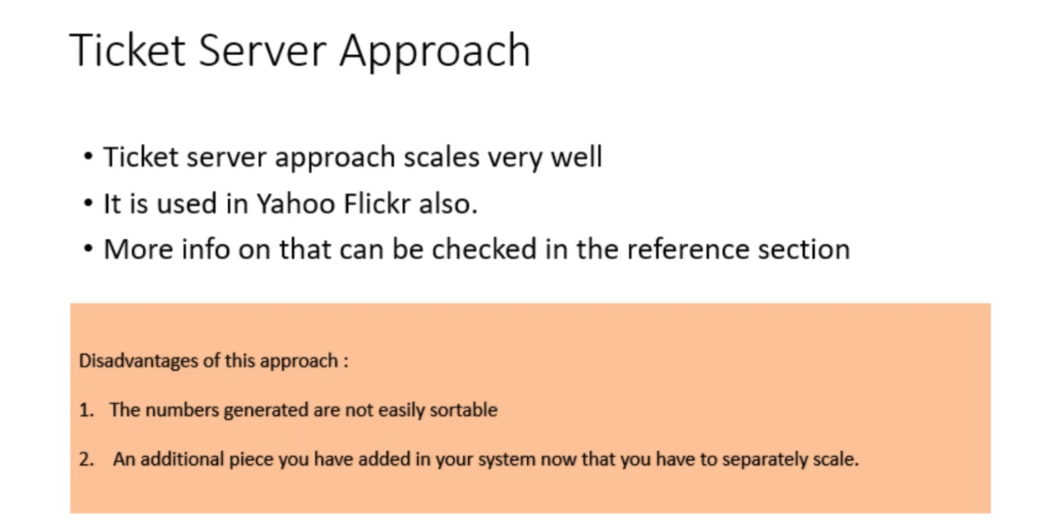 Ticket Server Approach
• Ticket server approach scales very well
• It is used in Yahoo Flickr also.
• More info on that can be checked in the reference section
Disadvantages of this approach :
1. The numbers generated are not easily sortable
2. An additional piece you have added in your system now that you have to separately scale.